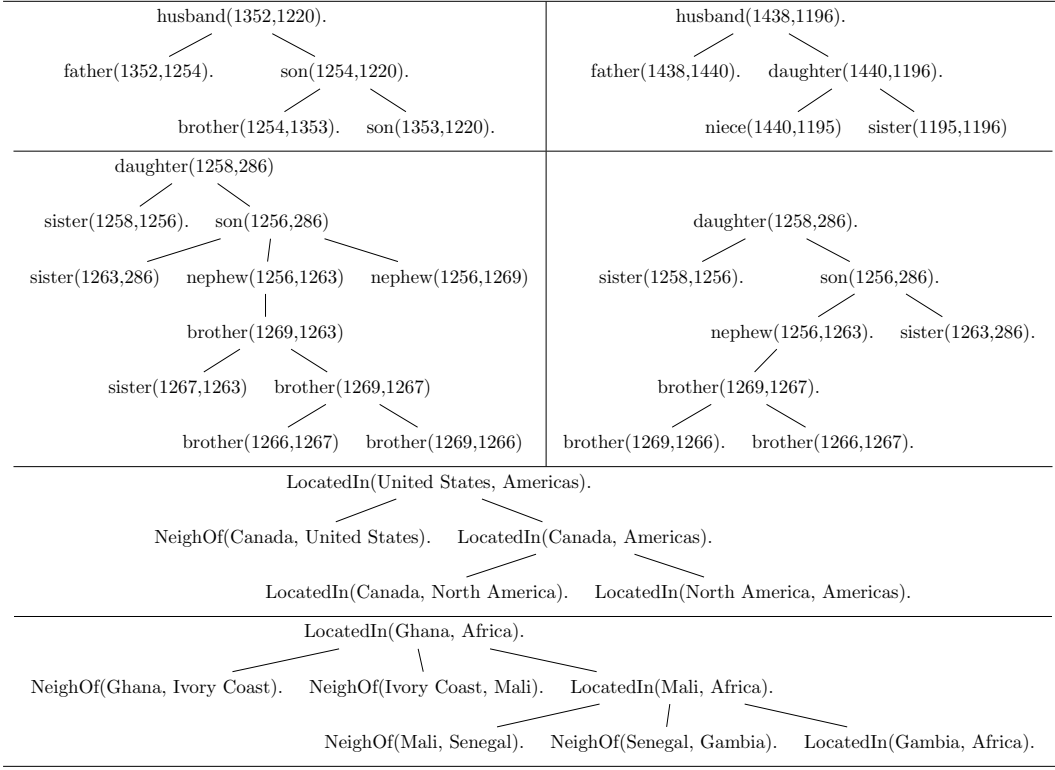 husband(1352,1220).
father(1352,1254). son(1254,1220).
brother(1254,1353). son(1353,1220).
husband(1438,1196).
father(1438,1440). daughter(1440,1196).
niece(1440,1195) sister(1195,1196)
daughter(1258,286)
sister(1258,1256). son(1256,286)
sister(1263,286) nephew(1256,1263) nephew(1256,1269)
brother(1269,1263)
sister(1267,1263) brother(1269,1267)
brother(1266,1267) brother(1269,1266)
daughter(1258,286).
sister(1258,1256). son(1256,286).
nephew(1256,1263). sister(1263,286).
brother(1269,1267).
brother(1269,1266). brother(1266,1267).
LocatedIn(United States, Americas).
NeighOf(Canada, United States). LocatedIn(Canada, Americas).
LocatedIn(Canada, North America). LocatedIn(North America, Americas).
LocatedIn(Ghana, Africa).
NeighOf(Ghana, Ivory Coast). NeighOf(Ivory Coast, Mali). LocatedIn(Mali, Africa).
NeighOf(Mali, Senegal). NeighOf(Senegal, Gambia). LocatedIn(Gambia, Africa).